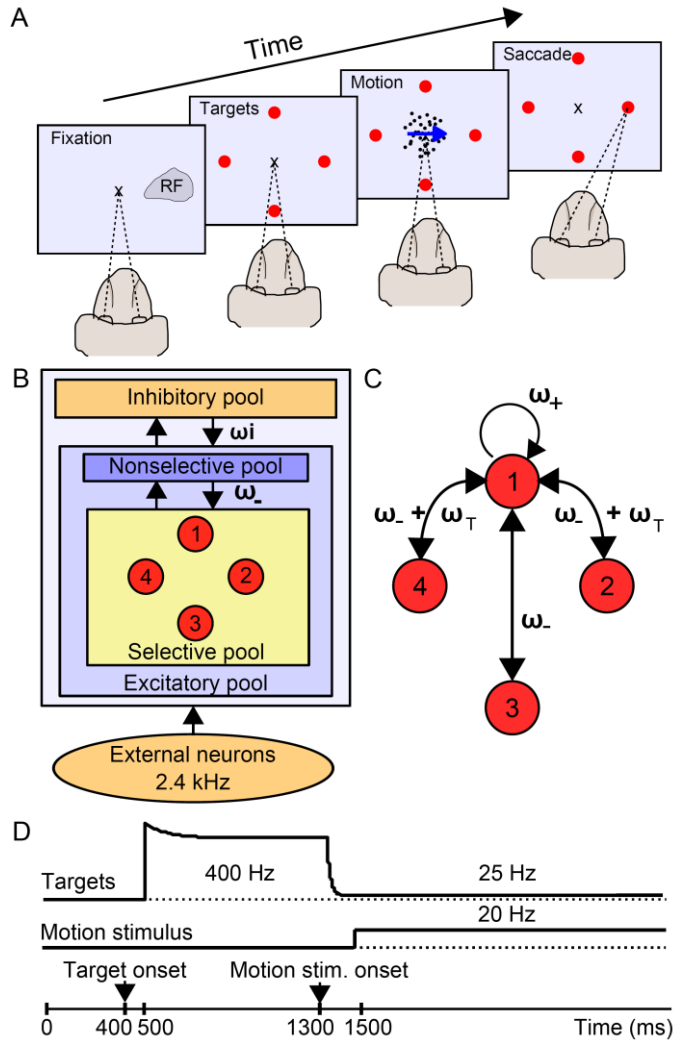 A
Time
Fixation
x
RF
Targets
x
Motion
Saccade
x
B
Inhibitory pool
ωi
Nonselective pool
ω-
1
4
2
3
Selective pool
Excitatory pool
External neurons
2.4 kHz
C
ω+
1
ω- + ωT
ω- + ωT
4
2
ω-
3
D
Targets
400 Hz
25 Hz
20 Hz
Motion stimulus
Target onset
Motion stim. onset
0
400
500
1300
1500
Time (ms)